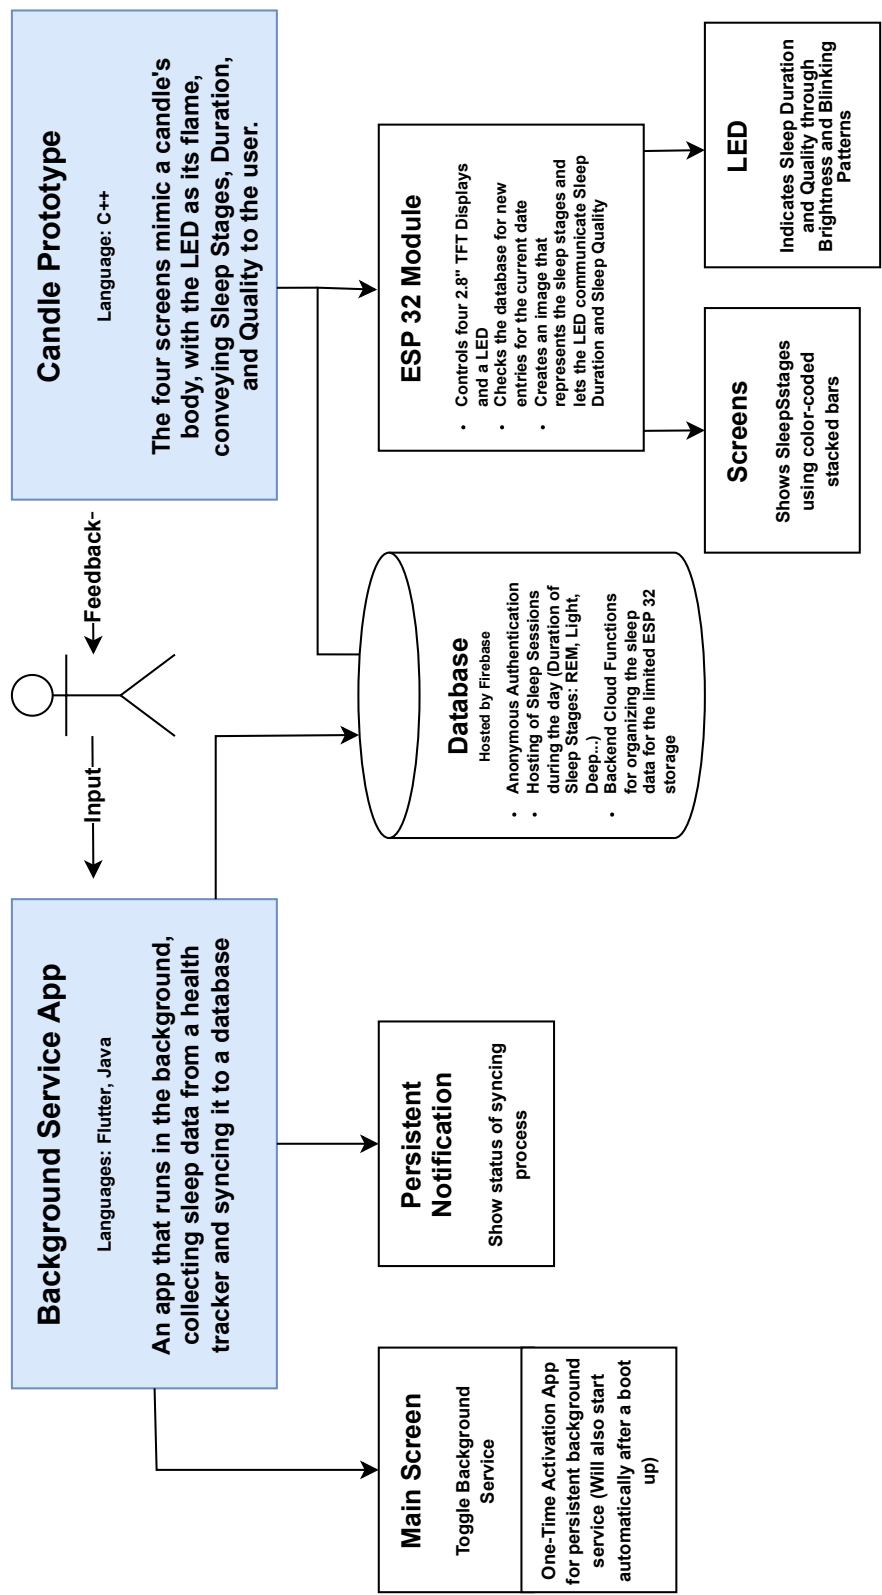 Background Service App
Languages: Flutter, Java
An app that runs in the background,
collecting sleep data from a health
tracker and syncing it to a database
Input
Feedback
Candle Prototype
Language: C++
The four screens mimic a candle's
body, with the LED as its flame,
conveying Sleep Stages, Duration,
and Quality to the user.
Main Screen
Toggle Background
Service
One-Time Activation App
for persistent background
service (Will also start
automatically after a boot
up)
Persistent
Notification
Show status of syncing
process
Database
Hosted by Firebase
• Anonymous Authentication
• Hosting of Sleep Sessions
during the day (Duration of
Sleep Stages: REM, Light,
Deep...)
• Backend Cloud Functions
for organizing the sleep
data for the limited ESP 32
storage
ESP 32 Module
• Controls four 2.8" TFT Displays
and a LED
• Checks the database for new
entries for the current date
• Creates an image that
represents the sleep stages and
lets the LED communicate Sleep
Duration and Sleep Quality
Screens
Shows SleepSstages
using color-coded
stacked bars
LED
Indicates Sleep Duration
and Quality through
Brightness and Blinking
Patterns